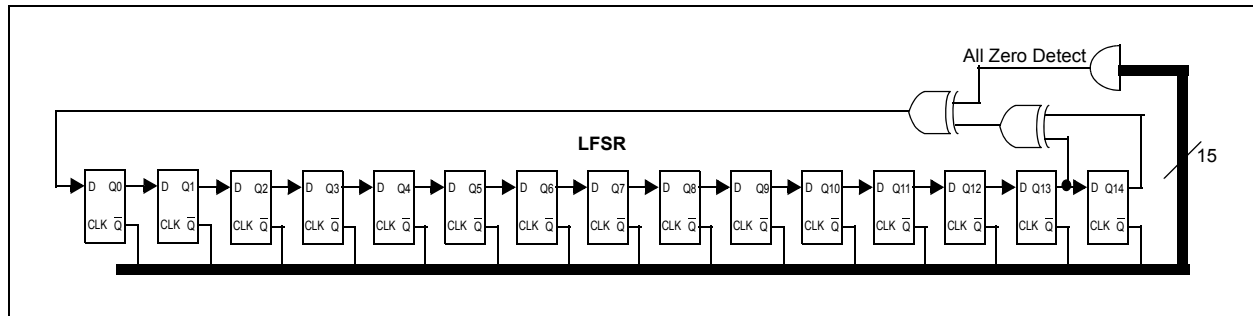 All Zero Detect
LFSR
15
D Q0 D Q1 D Q2 D Q3 D Q4 D Q5 D Q6 D Q7 D Q8 D Q9 D Q10 D Q11 D Q12 D Q13 D Q14
CLK Q̅ CLK Q̅ CLK Q̅ CLK Q̅ CLK Q̅ CLK Q̅ CLK Q̅ CLK Q̅ CLK Q̅ CLK Q̅ CLK Q̅ CLK Q̅ CLK Q̅ CLK Q̅ CLK Q̅